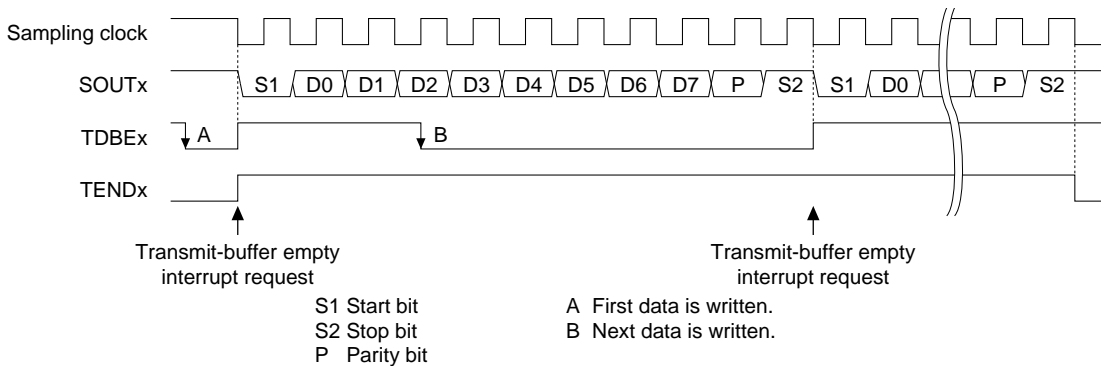 Sampling clock
SOUTx S1 D0 D1 D2 D3 D4 D5 D6 D7 P S2 S1 D0 P S2
TDBEx A B
TENDx
Transmit-buffer empty
interrupt request
Transmit-buffer empty
interrupt request
S1 Start bit
S2 Stop bit
P Parity bit
A First data is written.
B Next data is written.